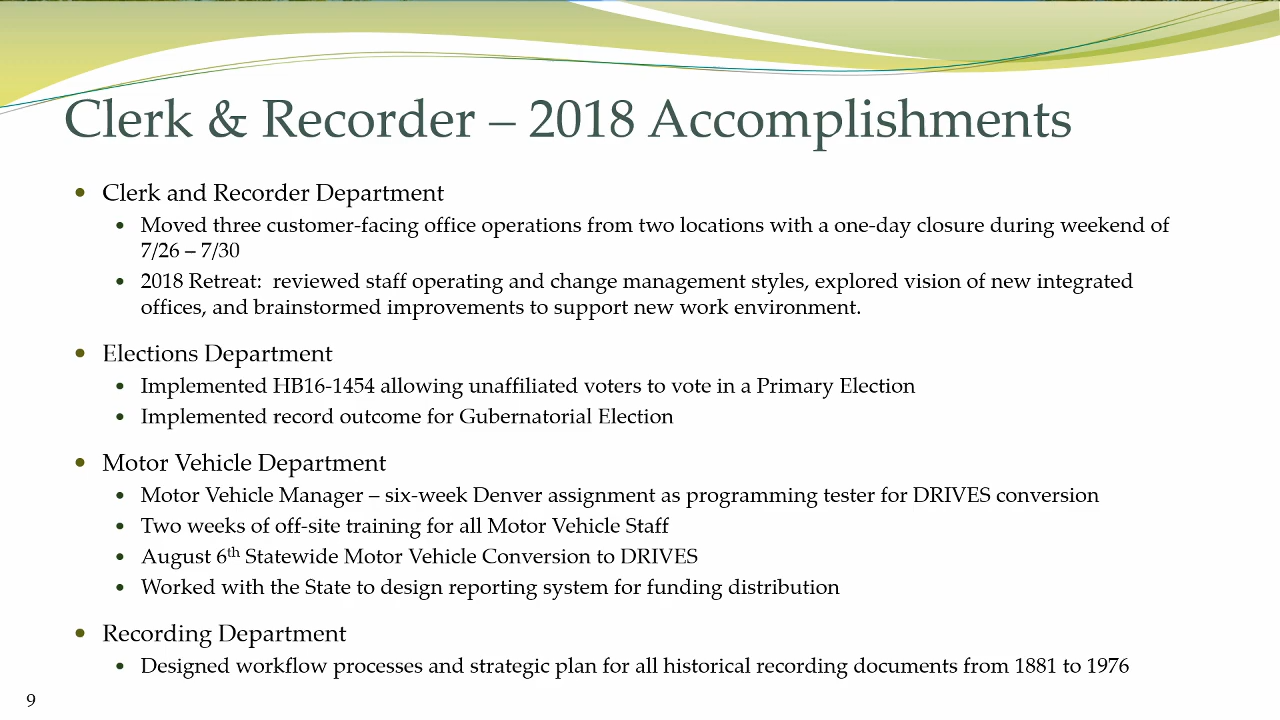 Clerk & Recorder – 2018 Accomplishments
• Clerk and Recorder Department
• Moved three customer-facing office operations from two locations with a one-day closure during weekend of
7/26 – 7/30
• 2018 Retreat:  reviewed staff operating and change management styles, explored vision of new integrated
offices, and brainstormed improvements to support new work environment.
• Elections Department
• Implemented HB16-1454 allowing unaffiliated voters to vote in a Primary Election
• Implemented record outcome for Gubernatorial Election
• Motor Vehicle Department
• Motor Vehicle Manager – six-week Denver assignment as programming tester for DRIVES conversion
• Two weeks of off-site training for all Motor Vehicle Staff
• August 6th Statewide Motor Vehicle Conversion to DRIVES
• Worked with the State to design reporting system for funding distribution
• Recording Department
• Designed workflow processes and strategic plan for all historical recording documents from 1881 to 1976
9